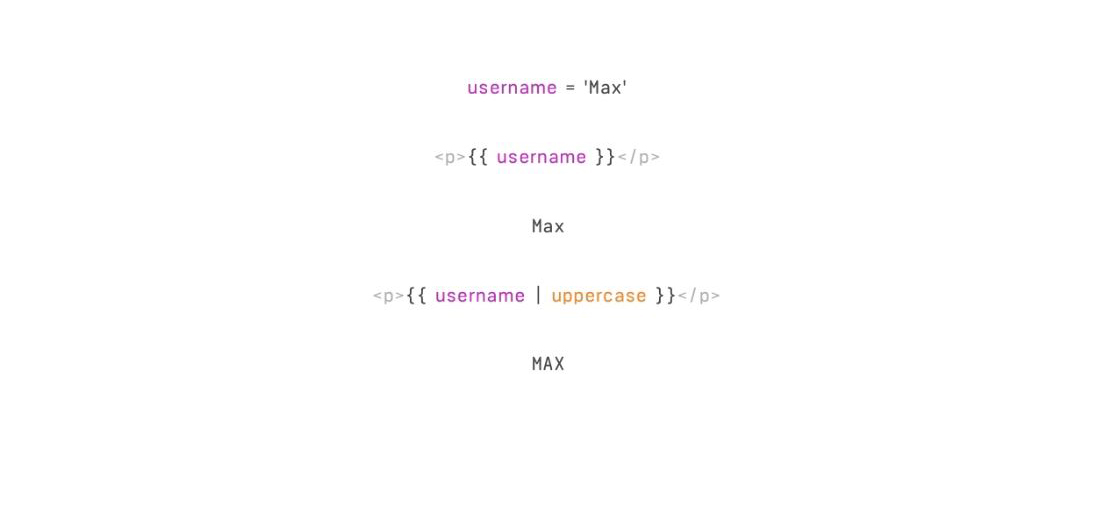 username = 'Max'
<p>{{ username }}</p>
Max
<p>{{ username | uppercase }}</p>
MAX